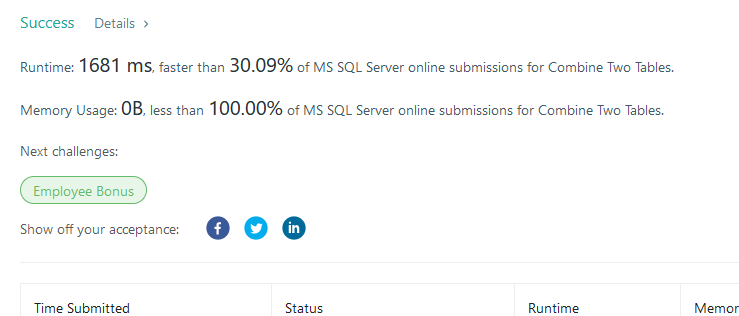 Success Details >
Runtime: 1681 ms, faster than 30.09% of MS SQL Server online submissions for Combine Two Tables.
Memory Usage: 0B, less than 100.00% of MS SQL Server online submissions for Combine Two Tables.
Next challenges:
Employee Bonus
Show off your acceptance: f in
Time Submitted Status Runtime Memor